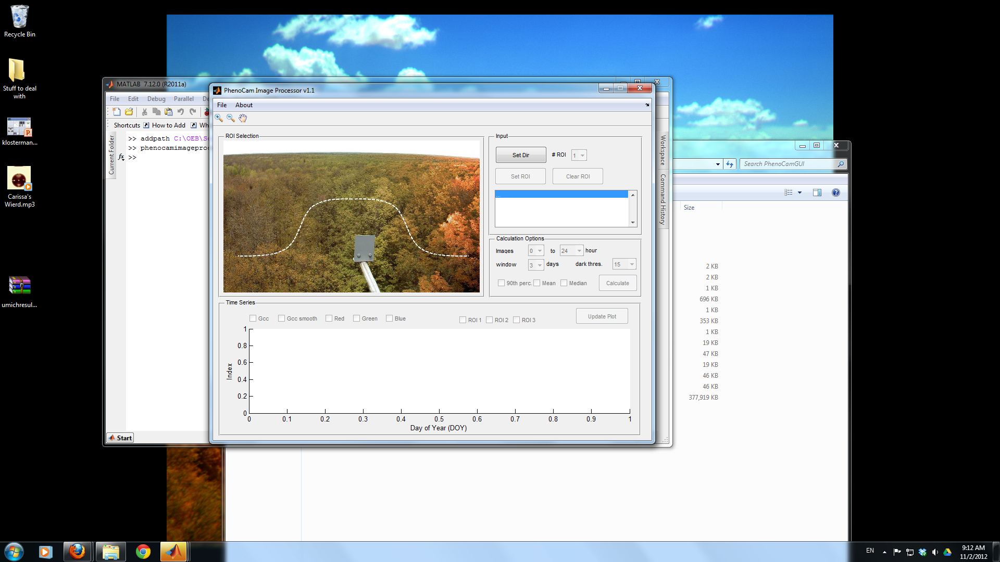 Recycle Bin
Stuff to deal
with
klosterman...
Carissa's
Wierd.mp3
umichresul...
MATLAB 7.12.0 (R2011a)
File Edit Debug Parallel De
Shortcuts How to Add Wh
Current Folder
>> addpath C:\OEB\S
>> phenocamimagepro
fx >>
Start
PhenoCam Image Processor v1.1
File About
ROI Selection
Input
Set Dir # ROI 1
Set ROI Clear ROI
...
Calculation Options
Images 0 to 24 hour
window 3 days dark thres. 15
90th perc. Mean Median Calculate
Time Series
Gcc Gcc smooth Red Green Blue ROI 1 ROI 2 ROI 3 Update Plot
1
0.8
0.6
0.4
0.2
0
Index
0 0.1 0.2 0.3 0.4 0.5 0.6 0.7 0.8 0.9 1
Day of Year (DOY)
Workspace
Command History
Search PhenoCamGUI
Size
2 KB
2 KB
1 KB
696 KB
1 KB
353 KB
1 KB
19 KB
47 KB
19 KB
46 KB
46 KB
377,919 KB
EN
9:12 AM
11/2/2012